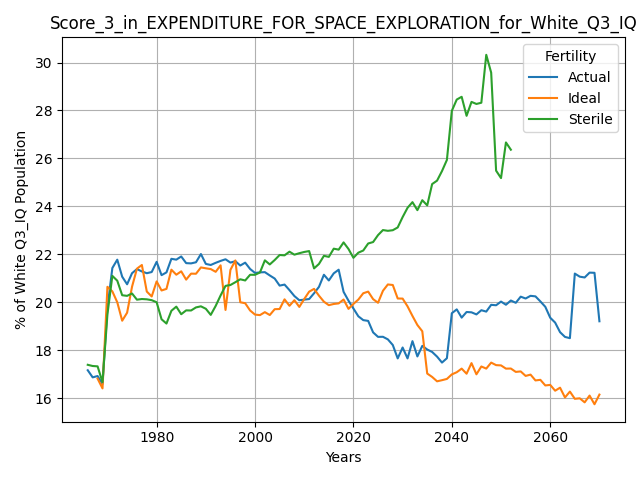 Score_3_in_EXPENDITURE_FOR_SPACE_EXPLORATION_for_White_Q3_IQ
Fertility
Actual
Ideal
Sterile
% of White Q3_IQ Population
30
28
26
24
22
20
18
16
1980
2000
2020
2040
2060
Years